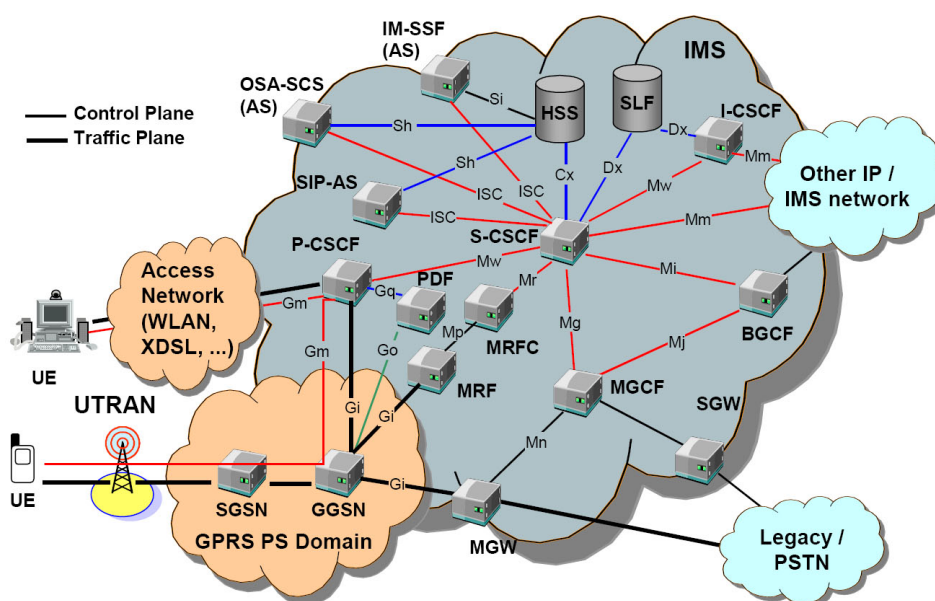 IM-SSF
(AS)
IMS
OSA-SCS
(AS)
Si
HSS
SLF
I-CSCF
Control Plane
Traffic Plane
Sh
Dx
Mm
Sh
Cx
Dx
Mw
Other IP /
IMS network
SIP-AS
ISC
ISC
ISC
Mm
P-CSCF
S-CSCF
Access
Network
(WLAN,
XDSL, ...)
Mw
PDF
Mr
Mi
Gq
Gm
UE
Gm
Mp
MRFC
Mg
BGCF
Go
Mj
MRF
MGCF
UTRAN
Gi
Gi
SGW
Mn
UE
SGSN
GGSN
Gi
MGW
GPRS PS Domain
Legacy /
PSTN